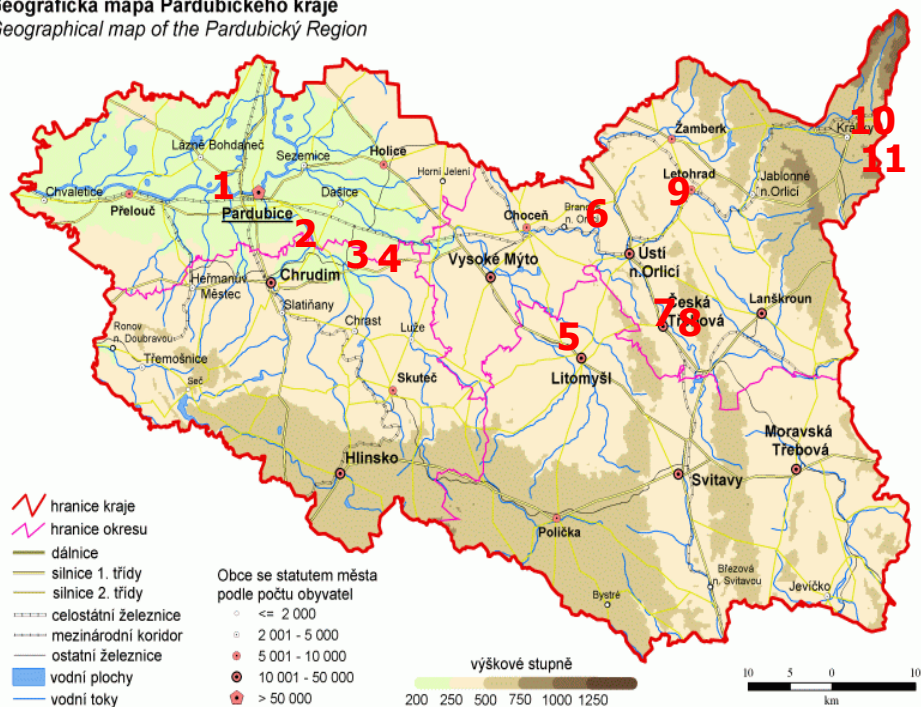 Geografická mapa Pardubického kraje
Geographical map of the Pardubický Region
10
Králíky
11
Žamberk
Lázně Bohdaneč
Sezemice
Holice
Horní Jelení
Letohrad
9
Jablonné
n.Orlicí
1
Chvaletice
Přelouč
Pardubice
Dašice
Choceň
n. Orlicí
6
2
3
4
Vysoké Mýto
Ústí
n.Orlicí
Heřmanův
Městec
Chrudim
Slatiňany
Chrast
Luže
7
Česká
Třebová
8
Lanškroun
Ronov
n. Doubravou
Třemošnice
Seč
5
Litomyšl
Skuteč
Moravská
Třebová
Hlinsko
Svitavy
Polička
Březová
n. Svitavou
Bystré
Jevíčko
hranice kraje
hranice okresu
dálnice
silnice 1. třídy
silnice 2. třídy
celostátní železnice
mezinárodní koridor
ostatní železnice
vodní plochy
vodní toky
Obce se statutem města
podle počtu obyvatel
<= 2 000
2 001 - 5 000
5 001 - 10 000
10 001 - 50 000
> 50 000
výškové stupně
200 250 500 750 1000 1250
10 5 0 10
km